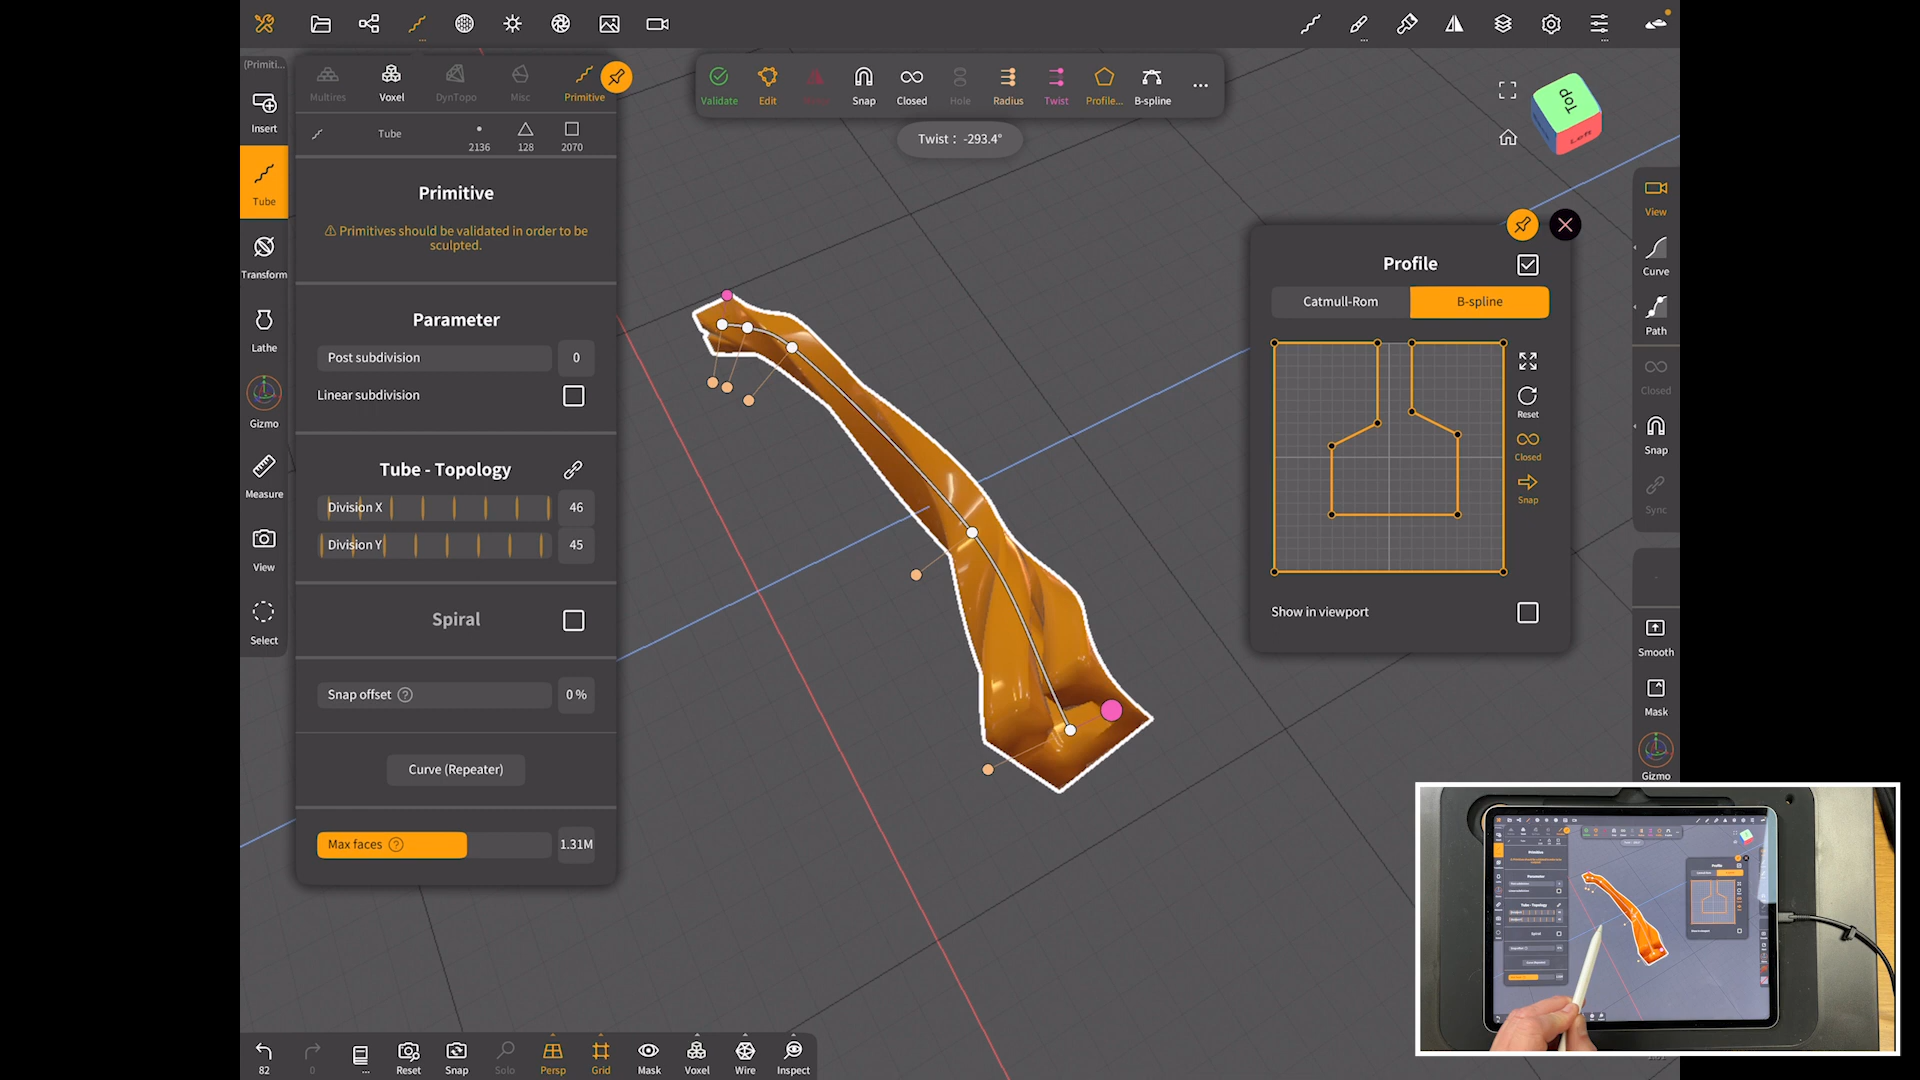 (Primiti...
Insert
Tube
Transform
Lathe
Gizmo
Measure
View
Select
Multires
Voxel
DynTopo
Misc
Primitive
Tube
2136
128
2070
Primitive
Primitives should be validated in order to be
sculpted.
Parameter
Post subdivision
0
Linear subdivision
Tube - Topology
Division X
46
Division Y
45
Spiral
Snap offset ?
0 %
Curve (Repeater)
Max faces ?
1.31M
Validate
Edit
Snap
Closed
Hole
Radius
Twist
Profile...
B-spline
...
Twist : -293.4°
Top
Left
Profile
Catmull-Rom
B-spline
Reset
Closed
Snap
Show in viewport
View
Curve
Path
Closed
Snap
Sync
Smooth
Mask
Gizmo
82
0
...
Reset
Snap
Solo
Persp
Grid
Mask
Voxel
Wire
Inspect